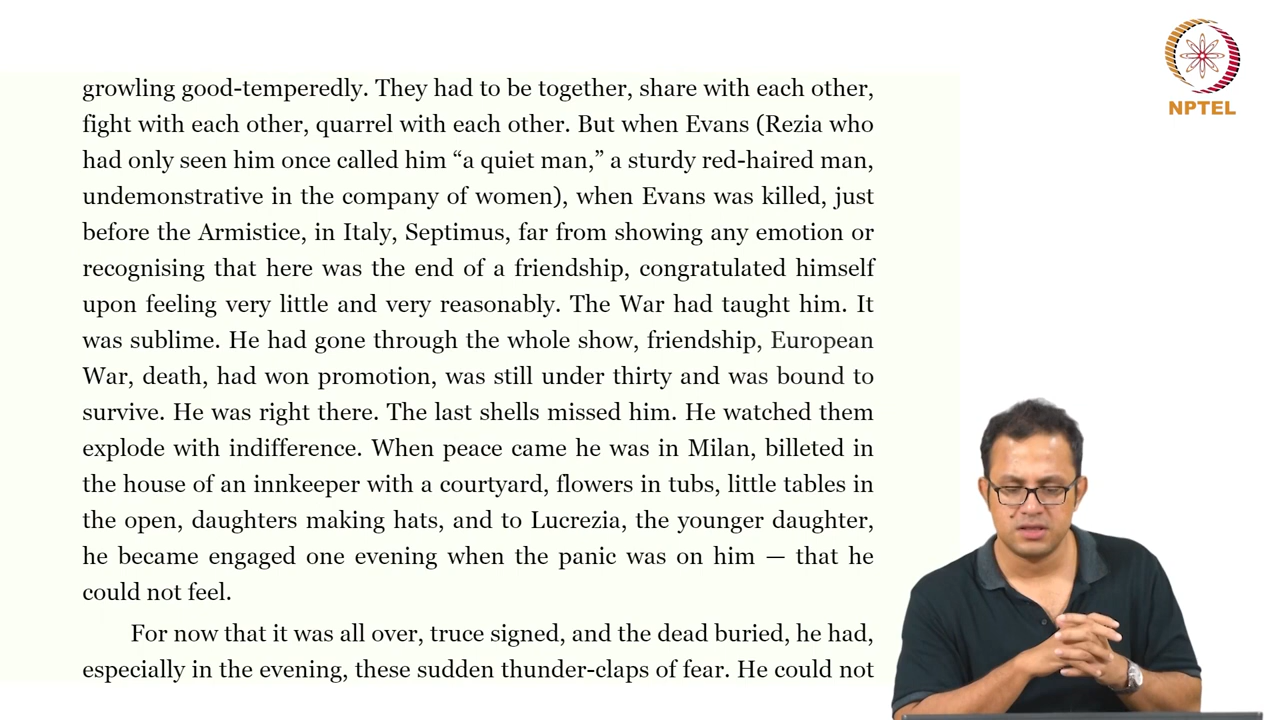 growling good-temperedly. They had to be together, share with each other,
fight with each other, quarrel with each other. But when Evans (Rezia who
had only seen him once called him “a quiet man,” a sturdy red-haired man,
undemonstrative in the company of women), when Evans was killed, just
before the Armistice, in Italy, Septimus, far from showing any emotion or
recognising that here was the end of a friendship, congratulated himself
upon feeling very little and very reasonably. The War had taught him. It
was sublime. He had gone through the whole show, friendship, European
War, death, had won promotion, was still under thirty and was bound to
survive. He was right there. The last shells missed him. He watched them
explode with indifference. When peace came he was in Milan, billeted in
the house of an innkeeper with a courtyard, flowers in tubs, little tables in
the open, daughters making hats, and to Lucrezia, the younger daughter,
he became engaged one evening when the panic was on him — that he
could not feel.
For now that it was all over, truce signed, and the dead buried, he had,
especially in the evening, these sudden thunder-claps of fear. He could not
NPTEL